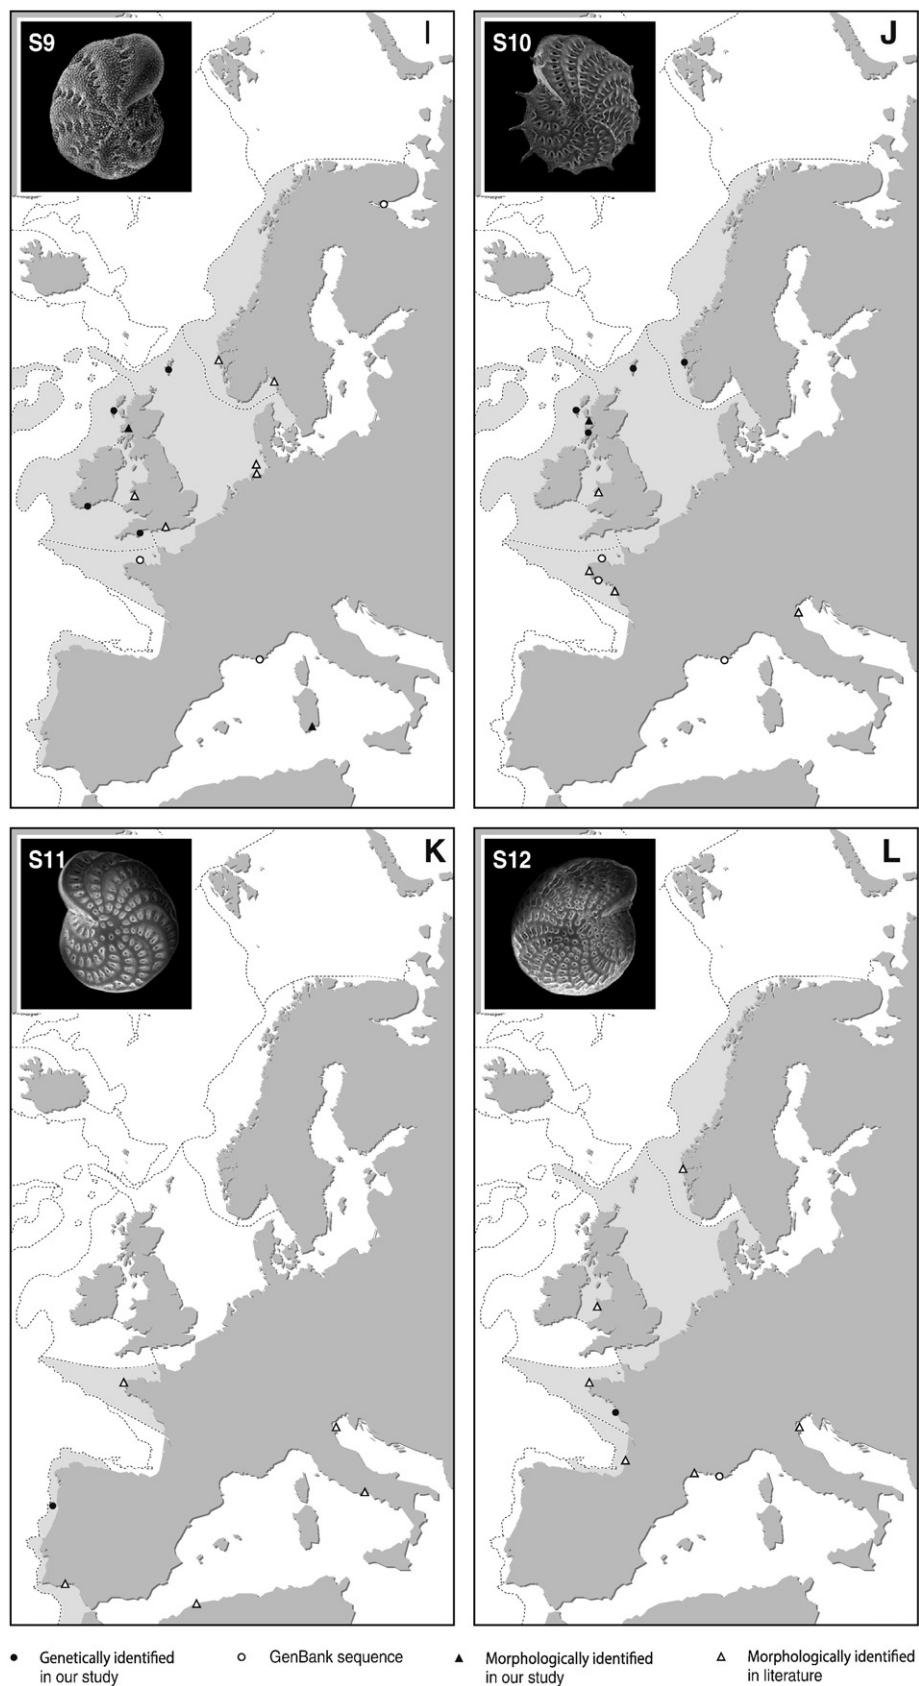 S9
I
S10
J
S11
K
S12
L
Genetically identified
in our study
GenBank sequence
Morphologically identified
in our study
Morphologically identified
in literature